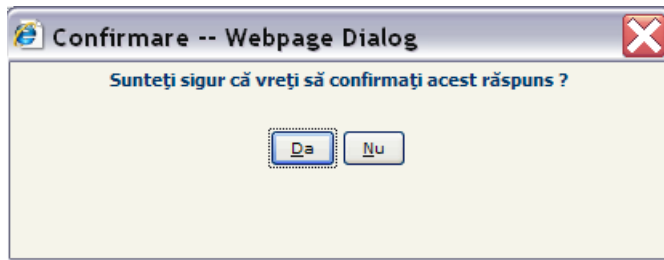 Confirmare -- Webpage Dialog
Sunteţi sigur că vreţi să confirmaţi acest răspuns ?
Da Nu